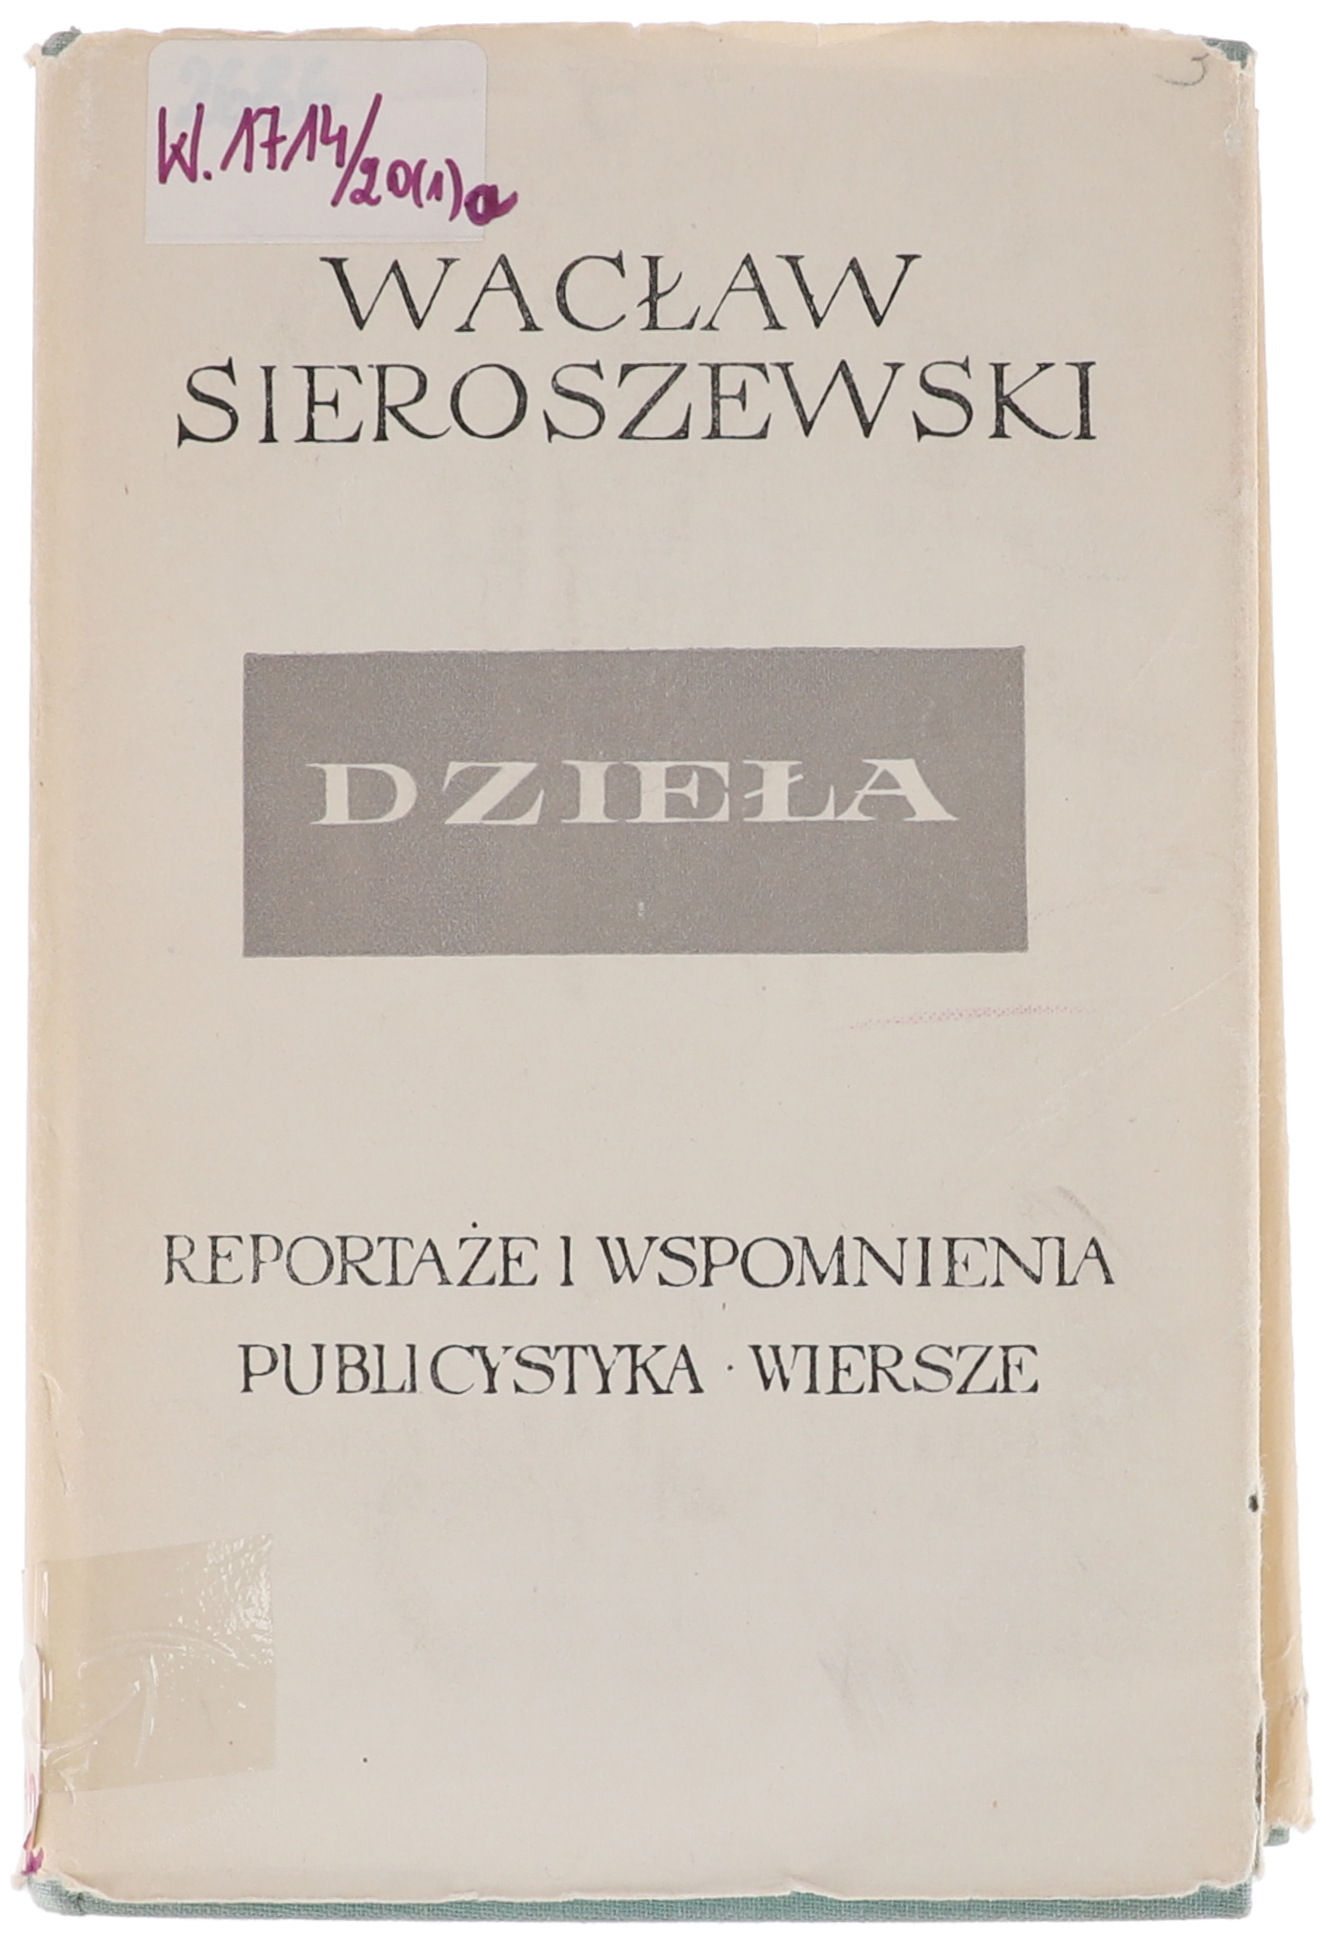 W. 1714/20(1)a
WACŁAW
SIEROSZEWSKI
DZIEŁA
REPORTAŻE I WSPOMNIENIA
PUBLICYSTYKA · WIERSZE